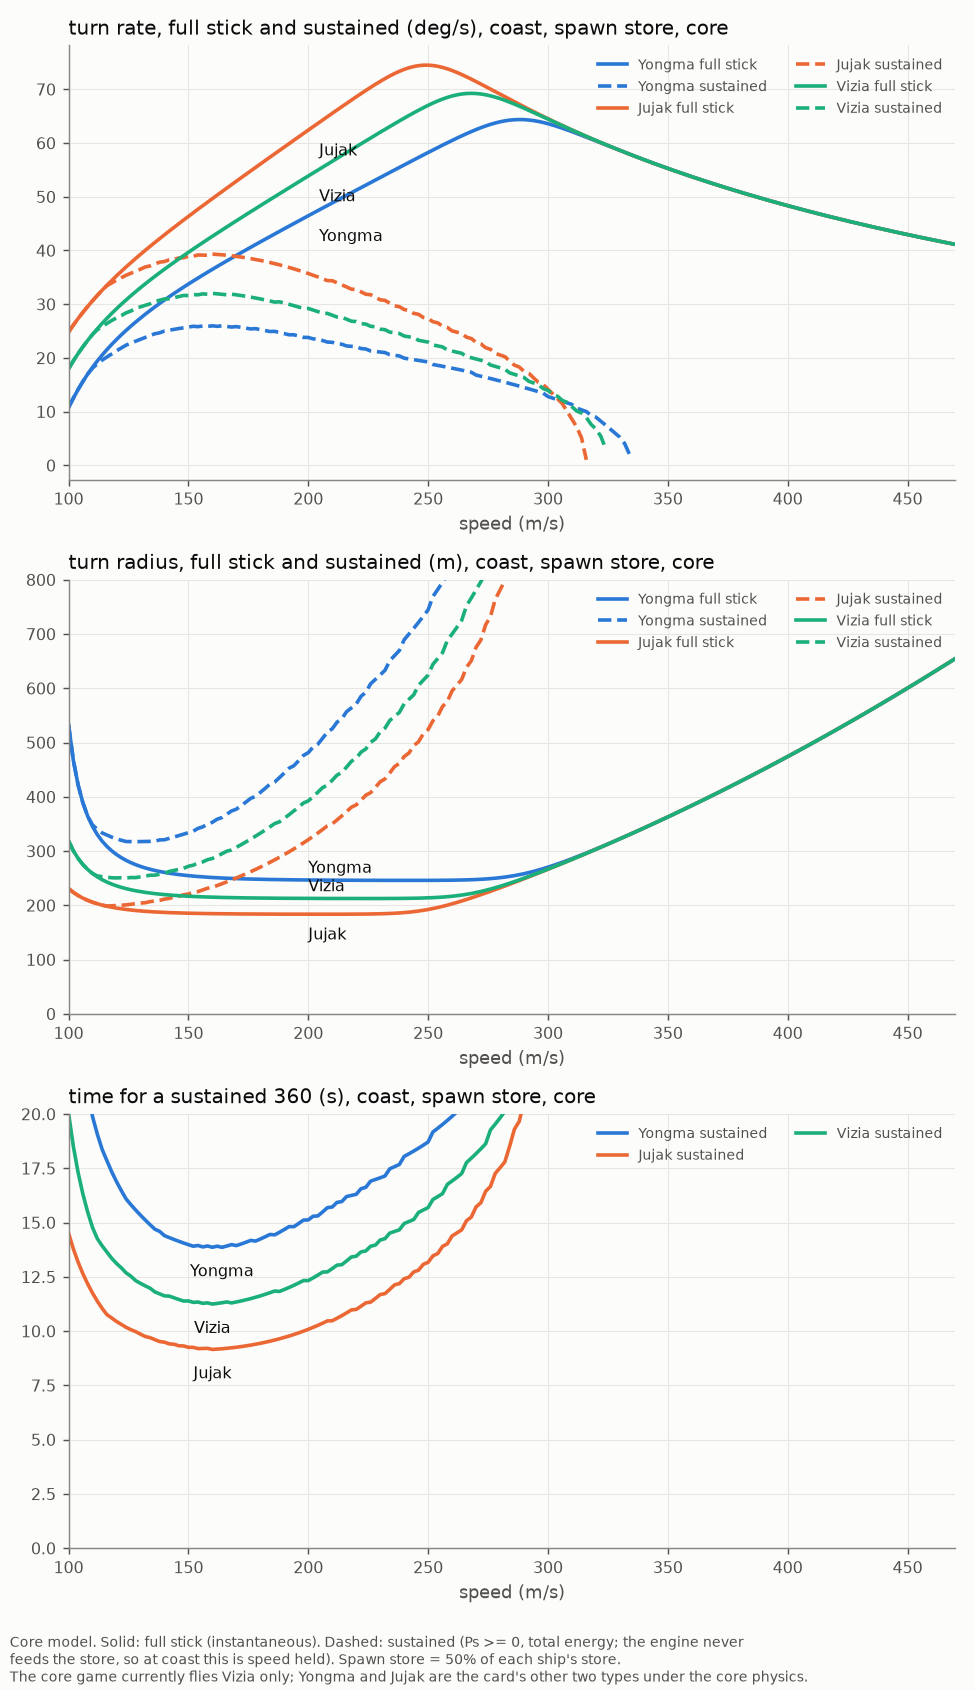 turn rate, full stick and sustained (deg/s), coast, spawn store, core
Yongma full stick
Yongma sustained
Jujak full stick
Jujak sustained
Vizia full stick
Vizia sustained
70
60
50
40
30
20
10
0
Jujak
Vizia
Yongma
100 150 200 250 300 350 400 450
speed (m/s)
turn radius, full stick and sustained (m), coast, spawn store, core
Yongma full stick
Yongma sustained
Jujak full stick
Jujak sustained
Vizia full stick
Vizia sustained
800
700
600
500
400
300
200
100
0
Yongma
Vizia
Jujak
100 150 200 250 300 350 400 450
speed (m/s)
time for a sustained 360 (s), coast, spawn store, core
Yongma sustained
Jujak sustained
Vizia sustained
20.0
17.5
15.0
12.5
10.0
7.5
5.0
2.5
0.0
Yongma
Vizia
Jujak
100 150 200 250 300 350 400 450
speed (m/s)
Core model. Solid: full stick (instantaneous). Dashed: sustained (Ps >= 0, total energy; the engine never
feeds the store, so at coast this is speed held). Spawn store = 50% of each ship's store.
The core game currently flies Vizia only; Yongma and Jujak are the card's other two types under the core physics.